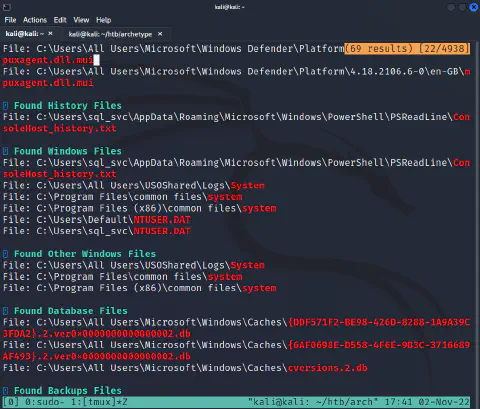 kali@kali: ~
File Actions Edit View Help
kali@kali: ~ × kali@kali: ~/htb/archetype ×
File: C:\Users\All Users\Microsoft\Windows Defender\Platform(69 results) [22/4938]
puxagent.dll.mui
File: C:\Users\All Users\Microsoft\Windows Defender\Platform\4.18.2106.6-0\en-GB\m
puxagent.dll.mui
Found History Files
File: C:\Users\sql_svc\AppData\Roaming\Microsoft\Windows\PowerShell\PSReadLine\Con
soleHost_history.txt
Found Windows Files
File: C:\Users\sql_svc\AppData\Roaming\Microsoft\Windows\PowerShell\PSReadLine\Con
soleHost_history.txt
File: C:\Users\All Users\USOShared\Logs\System
File: C:\Program Files\common files\system
File: C:\Program Files (x86)\common files\system
File: C:\Users\Default\NTUSER.DAT
File: C:\Users\sql_svc\NTUSER.DAT
Found Other Windows Files
File: C:\Users\All Users\USOShared\Logs\System
File: C:\Program Files\common files\system
File: C:\Program Files (x86)\common files\system
Found Database Files
File: C:\Users\All Users\Microsoft\Windows\Caches\{DDF571F2-BE98-426D-8288-1A9A39C
3FDA2}.2.ver0×0000000000000002.db
File: C:\Users\All Users\Microsoft\Windows\Caches\{6AF0698E-D558-4F6E-9B3C-3716689
AF493}.2.ver0×0000000000000002.db
File: C:\Users\All Users\Microsoft\Windows\Caches\cversions.2.db
Found Backups Files
[0] 0:sudo- 1:[tmux]*Z "kali@kali: ~/htb/arch" 17:41 02-Nov-22